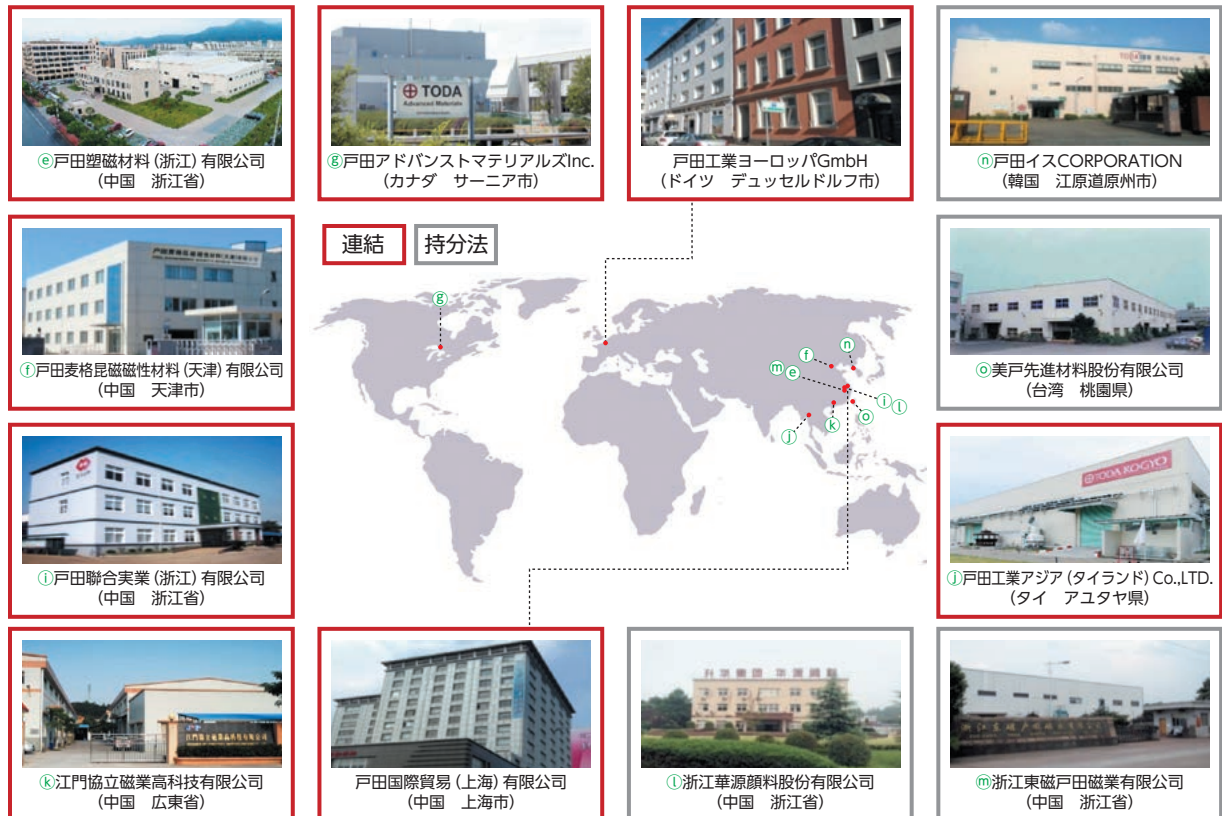 ⓔ戸田塑磁材料(浙江)有限公司
(中国　浙江省)
TODA
Advanced Materials
ⓖ戸田アドバンストマテリアルズInc.
(カナダ　サーニア市)
戸田工業ヨーロッパGmbH
(ドイツ　デュッセルドルフ市)
TODA
ⓝ戸田イスCORPORATION
(韓国　江原道原州市)
ⓕ戸田麦格昆磁磁性材料(天津)有限公司
(中国　天津市)
連結
持分法
ⓞ美戸先進材料股份有限公司
(台湾　桃園県)
ⓖ
ⓝ
ⓕ
ⓜⓔ
ⓘⓛ
ⓚ
ⓞ
ⓙ
ⓘ戸田聯合実業(浙江)有限公司
(中国　浙江省)
TODA KOGYO
ⓙ戸田工業アジア(タイランド)Co.,LTD.
(タイ　アユタヤ県)
ⓚ江門協立磁業高科技有限公司
(中国　広東省)
戸田国際貿易(上海)有限公司
(中国　上海市)
ⓛ浙江華源顔料股份有限公司
(中国　浙江省)
ⓜ浙江東磁戸田磁業有限公司
(中国　浙江省)